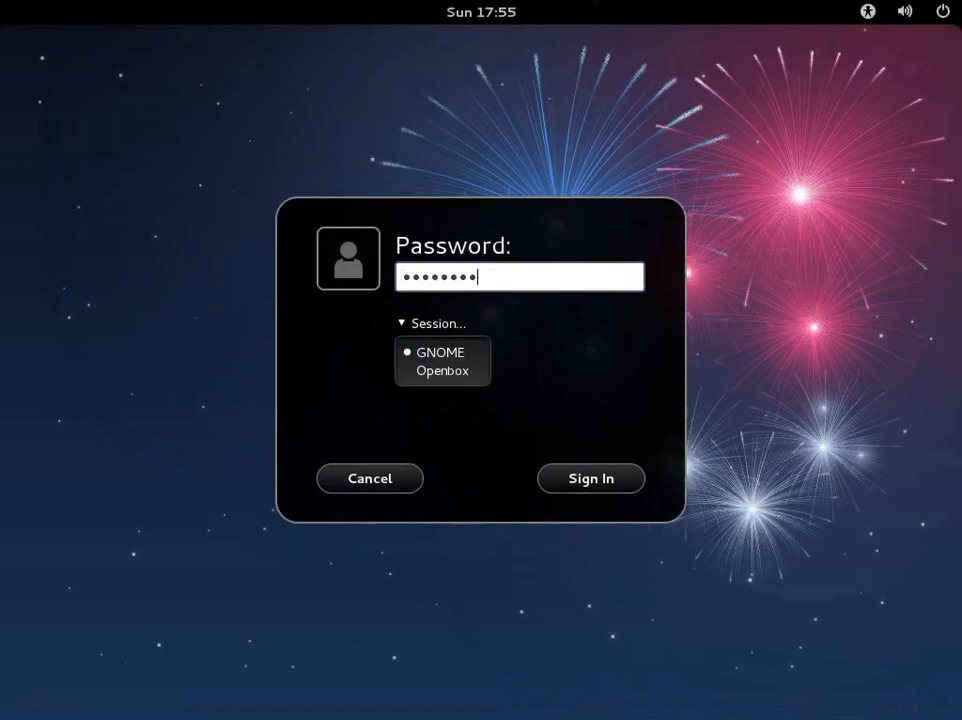 Sun 17:55
Password:
••••••••
Session...
GNOME
Openbox
Cancel
Sign In